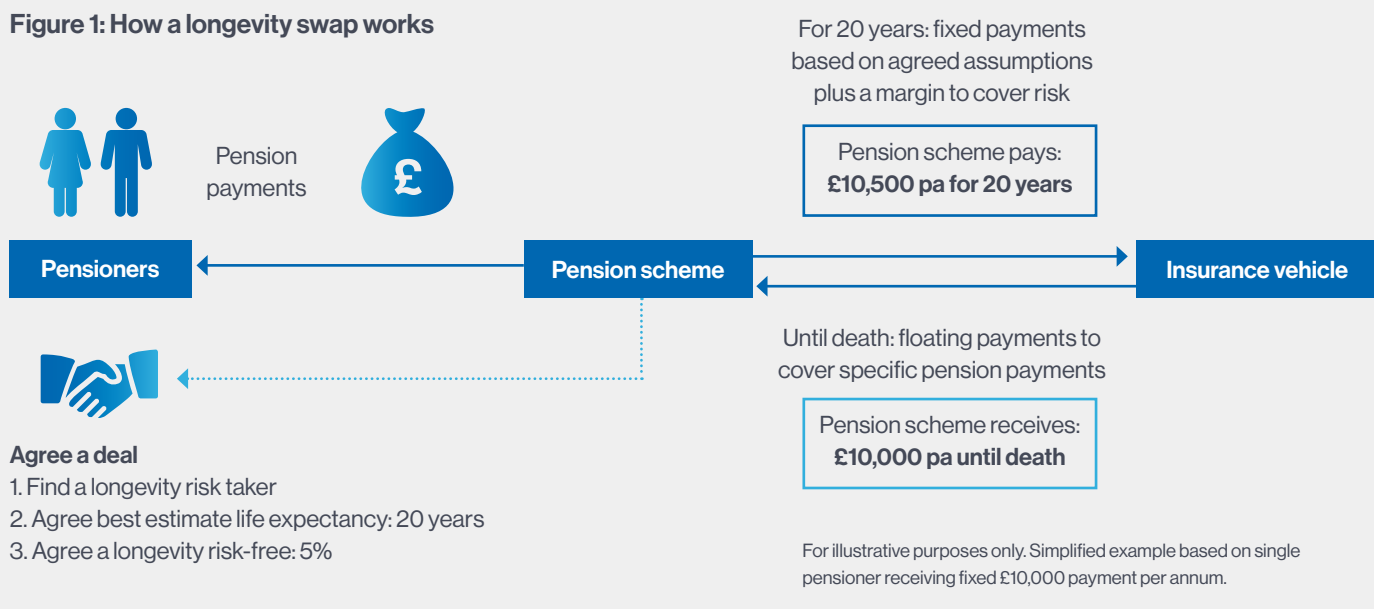 Figure 1: How a longevity swap works
For 20 years: fixed payments
based on agreed assumptions
plus a margin to cover risk
Pension
payments
£
Pension scheme pays:
£10,500 pa for 20 years
Pensioners
Pension scheme
Insurance vehicle
Until death: floating payments to
cover specific pension payments
Pension scheme receives:
£10,000 pa until death
Agree a deal
1. Find a longevity risk taker
2. Agree best estimate life expectancy: 20 years
3. Agree a longevity risk-free: 5%
For illustrative purposes only. Simplified example based on single
pensioner receiving fixed £10,000 payment per annum.